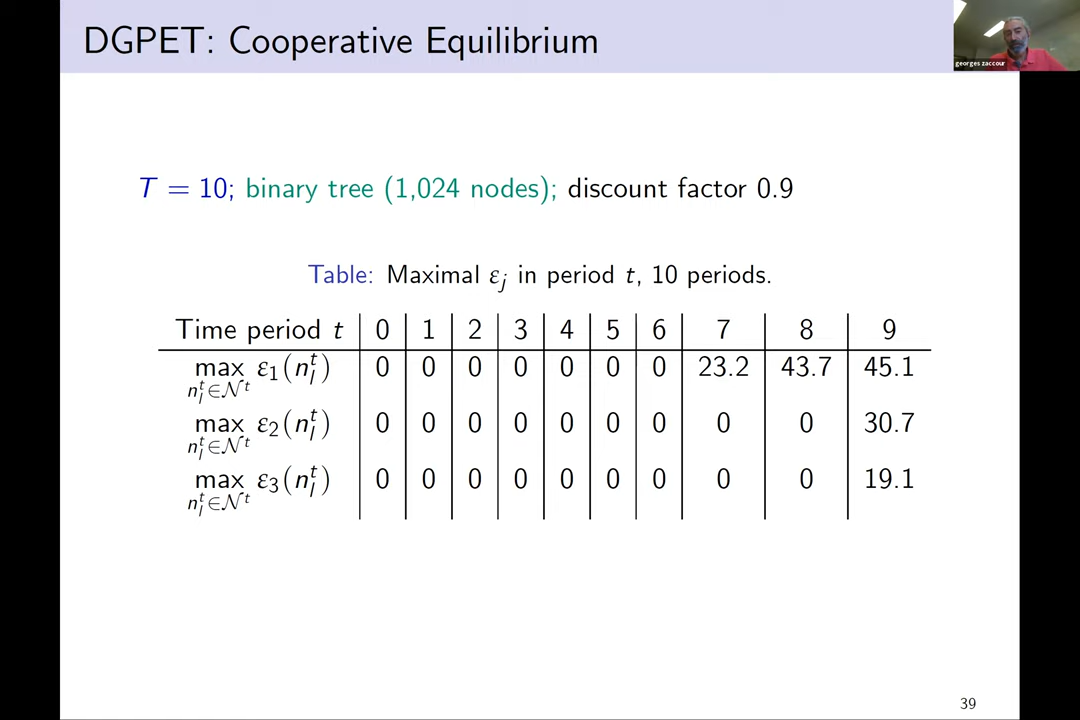 DGPET: Cooperative Equilibrium
georges zaccour
T = 10; binary tree (1,024 nodes); discount factor 0.9
Table: Maximal εj in period t, 10 periods.
Time period t 0 1 2 3 4 5 6 7 8 9
max ε1(n_l^t) 0 0 0 0 0 0 0 23.2 43.7 45.1
n_l^t∈𝒩^t
max ε2(n_l^t) 0 0 0 0 0 0 0 0 0 30.7
n_l^t∈𝒩^t
max ε3(n_l^t) 0 0 0 0 0 0 0 0 0 19.1
n_l^t∈𝒩^t
39